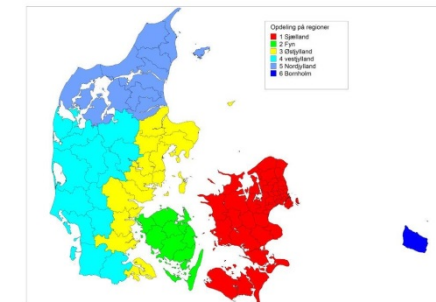 Opdeling på regioner
1 Sjælland
2 Fyn
3 Østjylland
4 vestjylland
5 Nordjylland
6 Bornholm